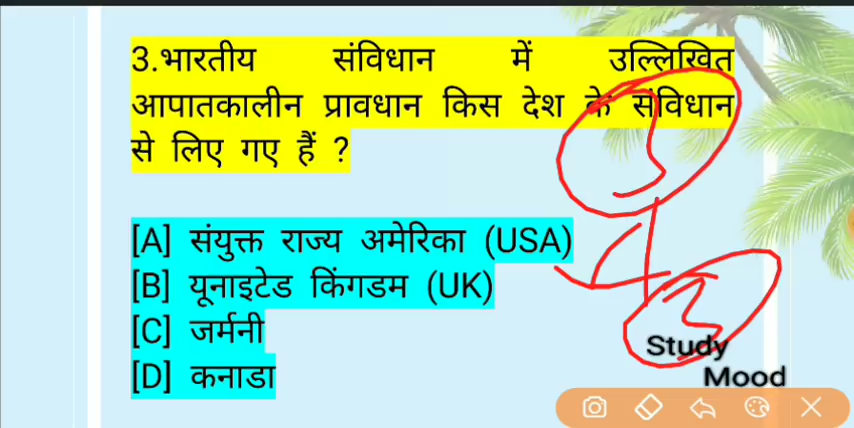 3.भारतीय संविधान में उल्लिखित
आपातकालीन प्रावधान किस देश के संविधान
से लिए गए हैं ?
[A] संयुक्त राज्य अमेरिका (USA)
[B] यूनाइटेड किंगडम (UK)
[C] जर्मनी
[D] कनाडा
Study
Mood